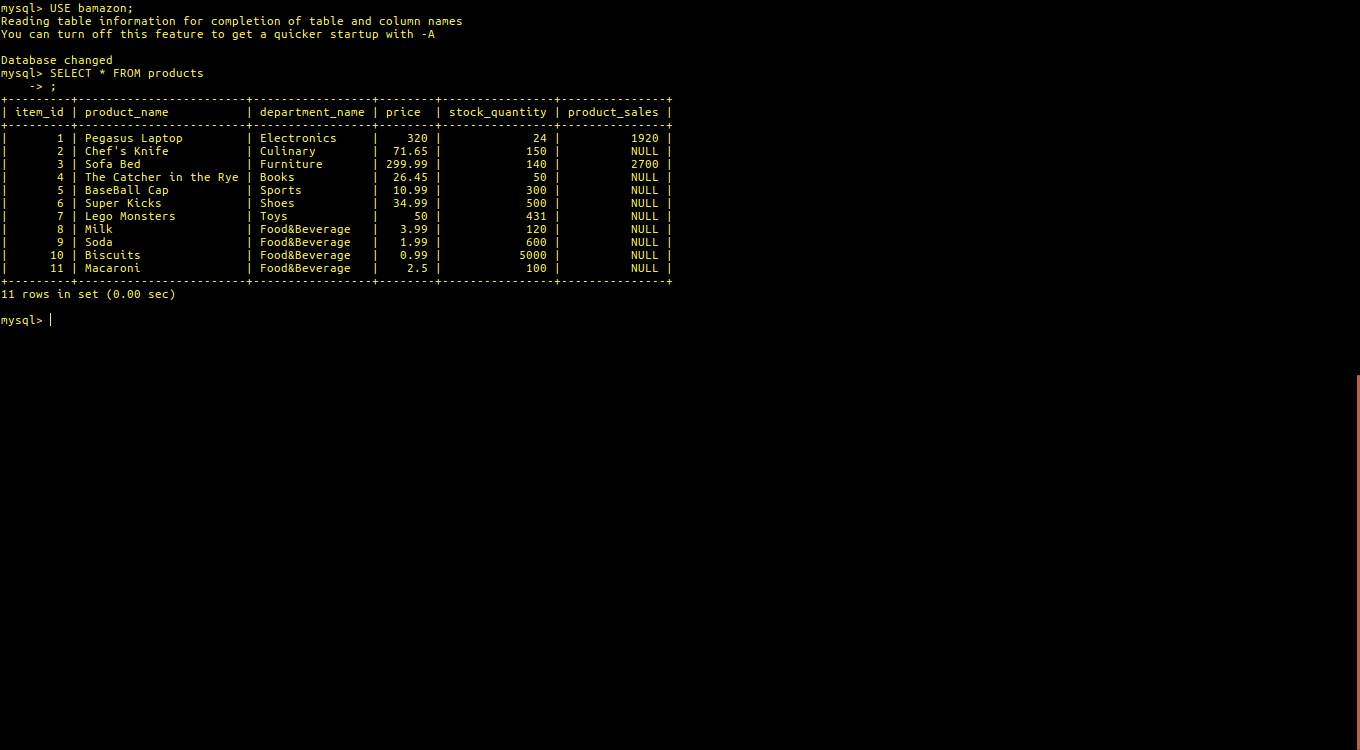 mysql> USE bamazon;
Reading table information for completion of table and column names
You can turn off this feature to get a quicker startup with -A

Database changed
mysql> SELECT * FROM products
    -> ;
+---------+------------------------+-----------------+--------+----------------+---------------+
| item_id | product_name           | department_name | price  | stock_quantity | product_sales |
+---------+------------------------+-----------------+--------+----------------+---------------+
|       1 | Pegasus Laptop         | Electronics     |    320 |             24 |          1920 |
|       2 | Chef's Knife           | Culinary        |  71.65 |            150 |          NULL |
|       3 | Sofa Bed               | Furniture       | 299.99 |            140 |          2700 |
|       4 | The Catcher in the Rye | Books           |  26.45 |             50 |          NULL |
|       5 | BaseBall Cap           | Sports          |  10.99 |            300 |          NULL |
|       6 | Super Kicks            | Shoes           |  34.99 |            500 |          NULL |
|       7 | Lego Monsters          | Toys            |     50 |            431 |          NULL |
|       8 | Milk                   | Food&Beverage   |   3.99 |            120 |          NULL |
|       9 | Soda                   | Food&Beverage   |   1.99 |            600 |          NULL |
|      10 | Biscuits               | Food&Beverage   |   0.99 |           5000 |          NULL |
|      11 | Macaroni               | Food&Beverage   |    2.5 |            100 |          NULL |
+---------+------------------------+-----------------+--------+----------------+---------------+
11 rows in set (0.00 sec)

mysql>